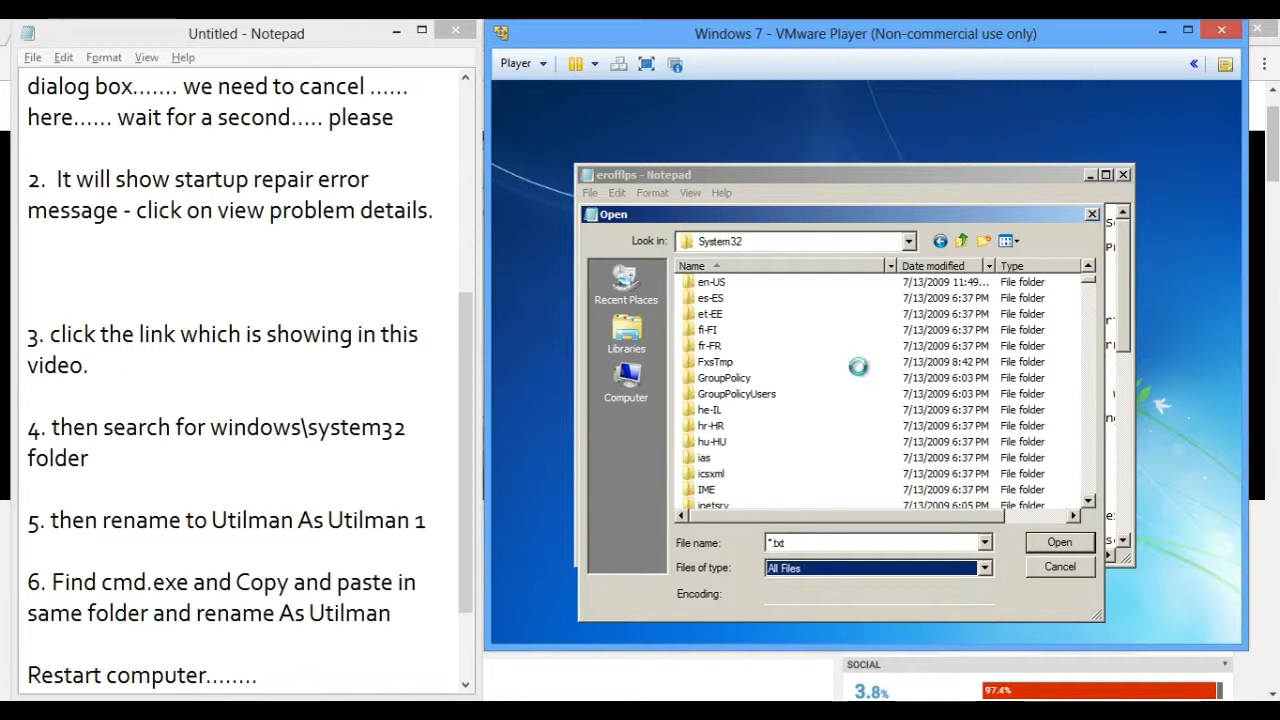 Untitled - Notepad
File Edit Format View Help
dialog box....... we need to cancel ......
here...... wait for a second..... please
2. It will show startup repair error
message - click on view problem details.
3. click the link which is showing in this
video.
4. then search for windows\system32
folder
5. then rename to Utilman As Utilman 1
6. Find cmd.exe and Copy and paste in
same folder and rename As Utilman
Restart computer........
Windows 7 - VMware Player (Non-commercial use only)
Player
erofflps - Notepad
File Edit Format View Help
Open
Look in: System32
Recent Places
Libraries
Computer
Name Date modified Type
en-US 7/13/2009 11:49... File folder
es-ES 7/13/2009 6:37 PM File folder
et-EE 7/13/2009 6:37 PM File folder
fi-FI 7/13/2009 6:37 PM File folder
fr-FR 7/13/2009 6:37 PM File folder
FxsTmp 7/13/2009 8:42 PM File folder
GroupPolicy 7/13/2009 6:03 PM File folder
GroupPolicyUsers 7/13/2009 6:03 PM File folder
he-IL 7/13/2009 6:37 PM File folder
hr-HR 7/13/2009 6:37 PM File folder
hu-HU 7/13/2009 6:37 PM File folder
ias 7/13/2009 6:37 PM File folder
icsxml 7/13/2009 6:37 PM File folder
IME 7/13/2009 6:37 PM File folder
inetsrv 7/13/2009 6:05 PM File folder
File name: *.txt Open
Files of type: All Files Cancel
Encoding:
SOCIAL
3.8% 97.4%